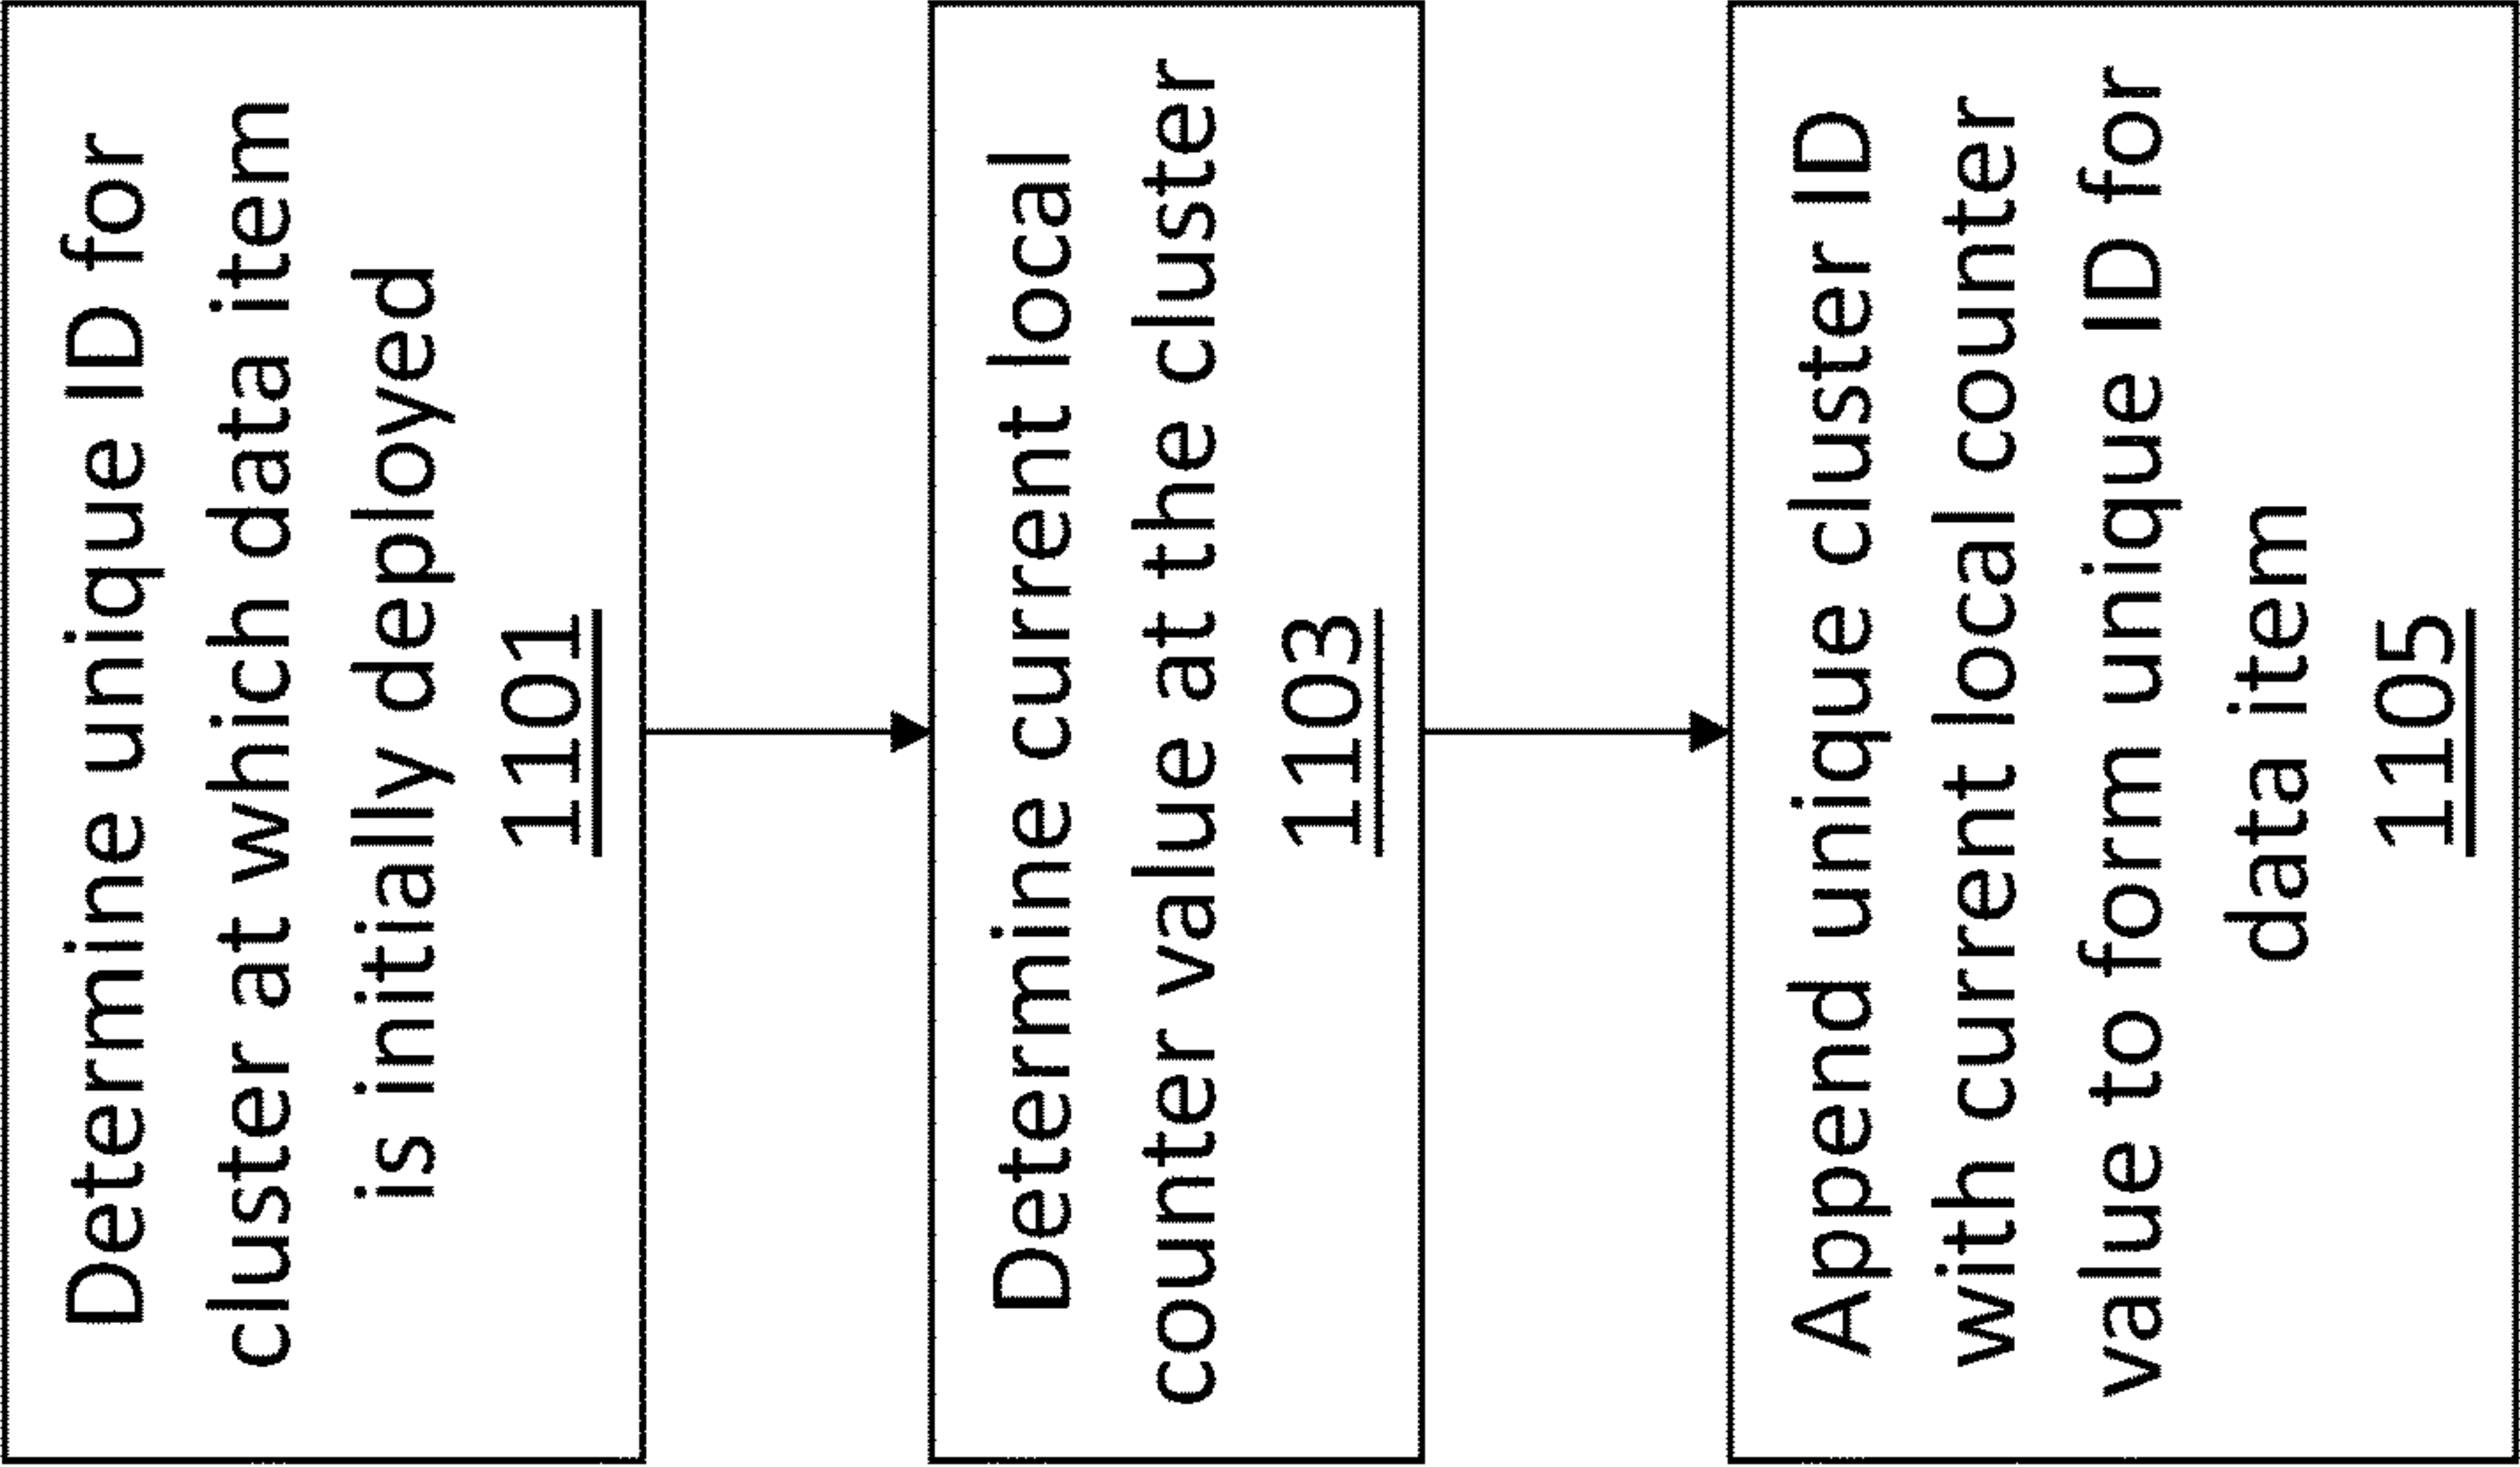 Determine unique ID for
cluster at which data item
is initially deployed
1101
Determine current local
counter value at the cluster
1103
Append unique cluster ID
with current local counter
value to form unique ID for
data item
1105